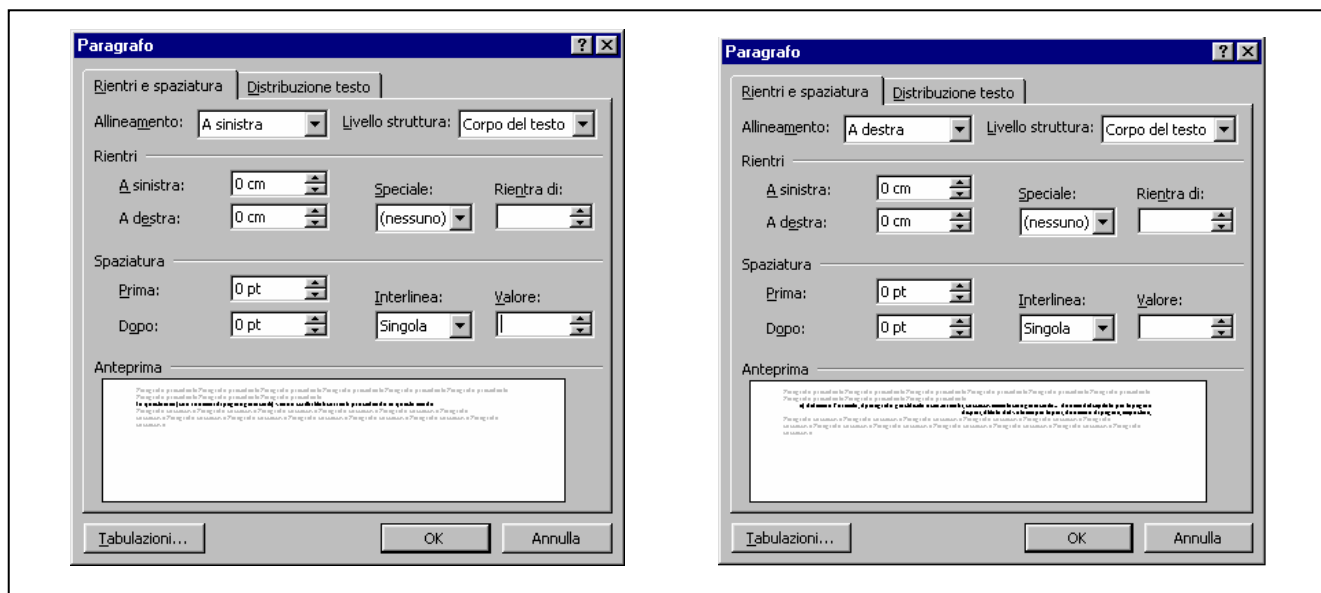 Paragrafo
Rientri e spaziatura Distribuzione testo
Allineamento: A sinistra Livello struttura: Corpo del testo
Rientri
A sinistra: 0 cm Speciale: Rientra di:
A destra: 0 cm (nessuno)
Spaziatura
Prima: 0 pt Interlinea: Valore:
Dopo: 0 pt Singola
Anteprima
Tabulazioni... OK Annulla
Paragrafo
Rientri e spaziatura Distribuzione testo
Allineamento: A destra Livello struttura: Corpo del testo
Rientri
A sinistra: 0 cm Speciale: Rientra di:
A destra: 0 cm (nessuno)
Spaziatura
Prima: 0 pt Interlinea: Valore:
Dopo: 0 pt Singola
Anteprima
Tabulazioni... OK Annulla